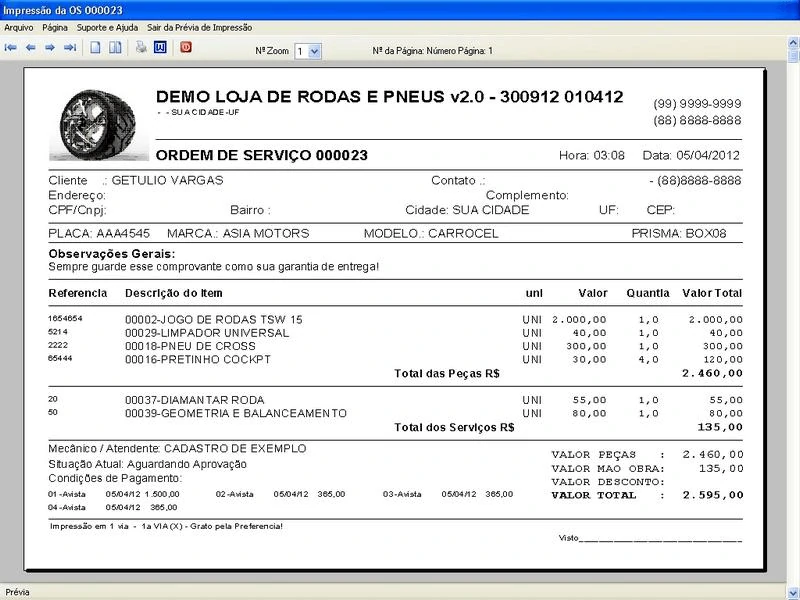 Impressão da OS 000023
Arquivo Página Suporte e Ajuda Sair da Prévia de Impressão
Nº Zoom 1 Nº da Página: Número Página: 1
DEMO LOJA DE RODAS E PNEUS v2.0 - 300912 010412
(99) 9999-9999
- - SUA CIDADE-UF
(88) 8888-8888
ORDEM DE SERVIÇO 000023 Hora: 03:08 Data: 05/04/2012
Cliente .: GETULIO VARGAS Contato .: - (88)8888-8888
Endereço: Complemento:
CPF/Cnpj: Bairro : Cidade: SUA CIDADE UF: CEP:
PLACA: AAA4545 MARCA.: ASIA MOTORS MODELO.: CARROCEL PRISMA: BOX08
Observações Gerais:
Sempre guarde esse comprovante como sua garantia de entrega!
Referencia Descrição do Item uni Valor Quantia Valor Total
1654654 00002-JOGO DE RODAS TSW 15 UNI 2.000,00 1,0 2.000,00
5214 00029-LIMPADOR UNIVERSAL UNI 40,00 1,0 40,00
2222 00018-PNEU DE CROSS UNI 300,00 1,0 300,00
65444 00016-PRETINHO COCKPT UNI 30,00 4,0 120,00
Total das Peças R$ 2.460,00
20 00037-DIAMANTAR RODA UNI 55,00 1,0 55,00
50 00039-GEOMETRIA E BALANCEAMENTO UNI 80,00 1,0 80,00
Total dos Serviços R$ 135,00
Mecânico / Atendente: CADASTRO DE EXEMPLO
VALOR PEÇAS : 2.460,00
Situação Atual: Aguardando Aprovação
VALOR MAO OBRA: 135,00
Condições de Pagamento:
VALOR DESCONTO:
01-Avista 05/04/12 1.500,00 02-Avista 05/04/12 365,00 03-Avista 05/04/12 365,00
VALOR TOTAL : 2.595,00
04-Avista 05/04/12 365,00
Impressão em 1 via - 1a VIA (X) - Grato pela Preferencia!
Visto
Prévia